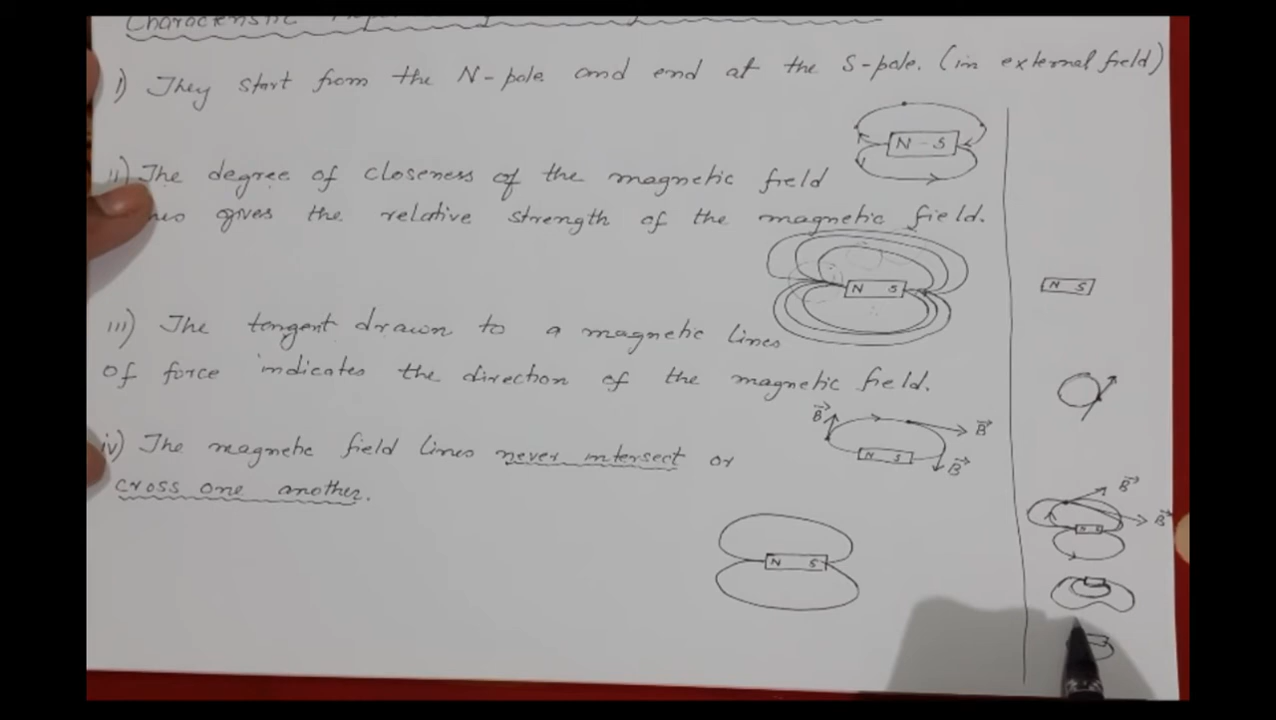 Characteristic
i) They start from the N-pole and end at the S-pole. (in external field)
N - S
ii) The degree of closeness of the magnetic field
gives the relative strength of the magnetic field.
N S
N S
iii) The tangent drawn to a magnetic lines
of force indicates the direction of the magnetic field.
B B
N S
B
iv) The magnetic field lines never intersect or
cross one another.
B
B
N S